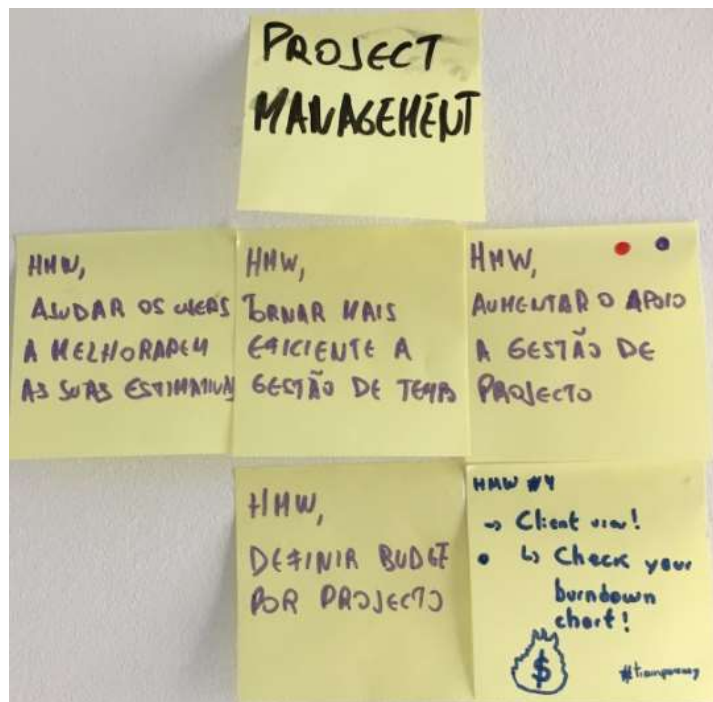 PROJECT
MANAGEMENT
HMW,
AJUDAR OS USERS
A MELHORAREM
AS SUAS ESTIMATIVAS
HMW,
TORNAR MAIS
EFICIENTE A
GESTÃO DE TEMPO
HMW,
AUMENTAR O APOIO
A GESTÃO DE
PROJECTO
HMW,
DEFINIR BUDGE
POR PROJECTO
HMW #4
→ Client view!
↳ Check your
burndown
chart!
$
#transparency